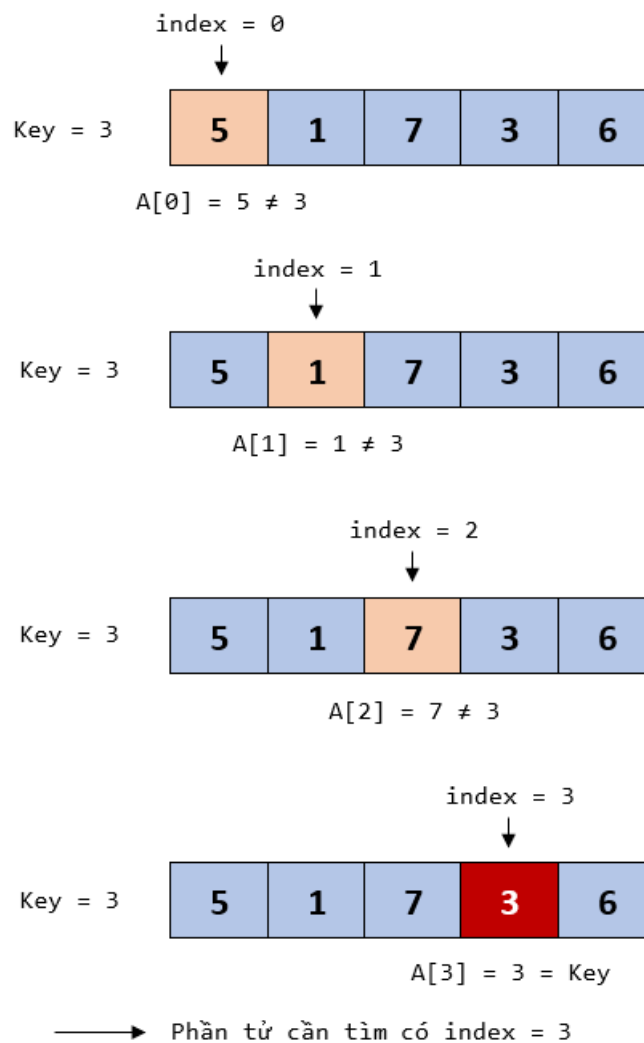 index = 0
Key = 3 5 1 7 3 6
A[0] = 5 ≠ 3
index = 1
Key = 3 5 1 7 3 6
A[1] = 1 ≠ 3
index = 2
Key = 3 5 1 7 3 6
A[2] = 7 ≠ 3
index = 3
Key = 3 5 1 7 3 6
A[3] = 3 = Key
Phần tử cần tìm có index = 3